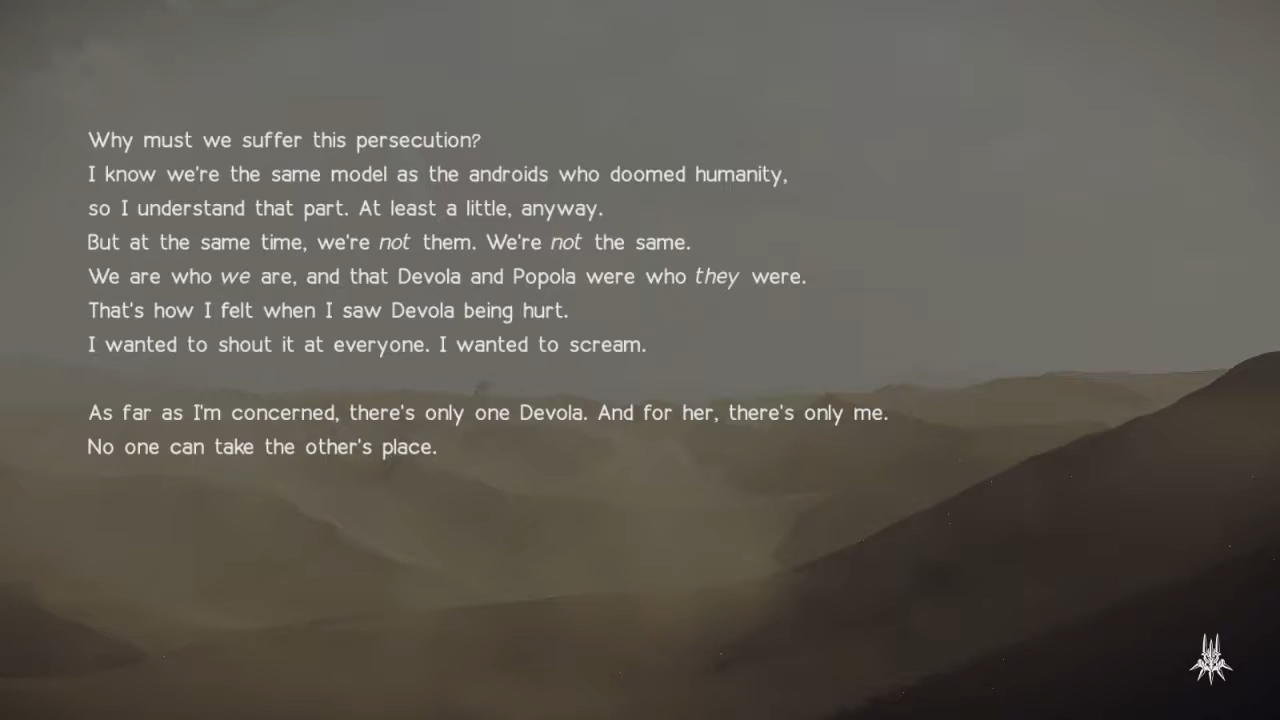 Why must we suffer this persecution?
I know we're the same model as the androids who doomed humanity,
so I understand that part. At least a little, anyway.
But at the same time, we're not them. We're not the same.
We are who we are, and that Devola and Popola were who they were.
That's how I felt when I saw Devola being hurt.
I wanted to shout it at everyone. I wanted to scream.
As far as I'm concerned, there's only one Devola. And for her, there's only me.
No one can take the other's place.